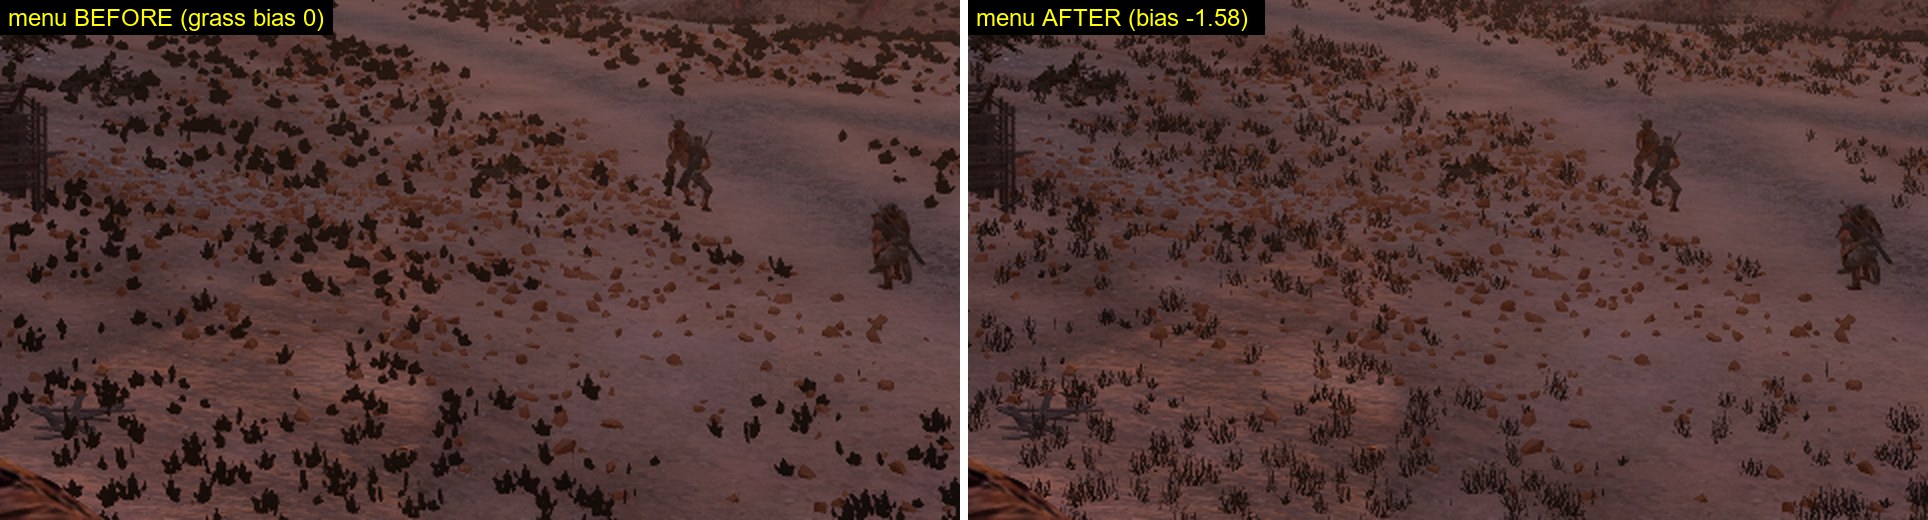 menu BEFORE (grass bias 0)
menu AFTER (bias -1.58)